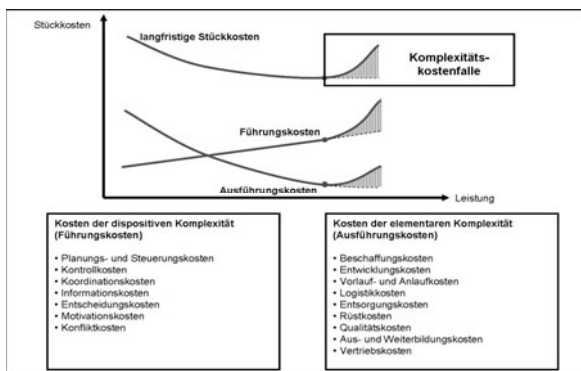 Stückkosten
langfristige Stückkosten
Komplexitäts-
kostenfalle
Führungskosten
Ausführungskosten
Leistung
Kosten der dispositiven Komplexität
(Führungskosten)
• Planungs- und Steuerungskosten
• Kontrollkosten
• Koordinationskosten
• Informationskosten
• Entscheidungskosten
• Motivationskosten
• Konfliktkosten
Kosten der elementaren Komplexität
(Ausführungskosten)
• Beschaffungskosten
• Entwicklungskosten
• Vorlauf- und Anlaufkosten
• Logistikkosten
• Entsorgungskosten
• Rüstkosten
• Qualitätskosten
• Aus- und Weiterbildungskosten
• Vertriebskosten